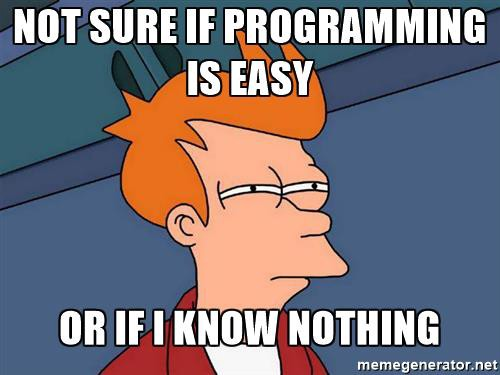 NOT SURE IF PROGRAMMING
IS EASY
OR IF I KNOW NOTHING
memegenerator.net